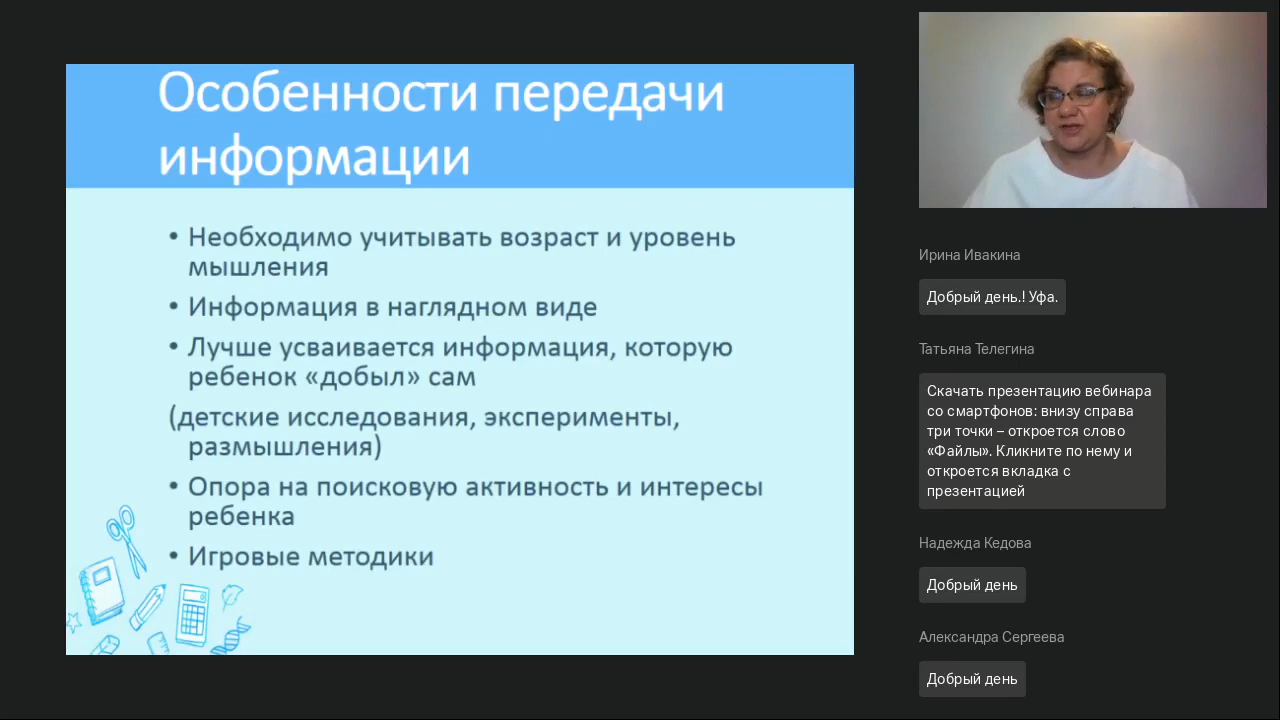 Особенности передачи
информации
• Необходимо учитывать возраст и уровень
мышления
• Информация в наглядном виде
• Лучше усваивается информация, которую
ребенок «добыл» сам
(детские исследования, эксперименты,
размышления)
• Опора на поисковую активность и интересы
ребенка
• Игровые методики
Ирина Ивакина
Добрый день.! Уфа.
Татьяна Телегина
Скачать презентацию вебинара
со смартфонов: внизу справа
три точки – откроется слово
«Файлы». Кликните по нему и
откроется вкладка с
презентацией
Надежда Кедова
Добрый день
Александра Сергеева
Добрый день